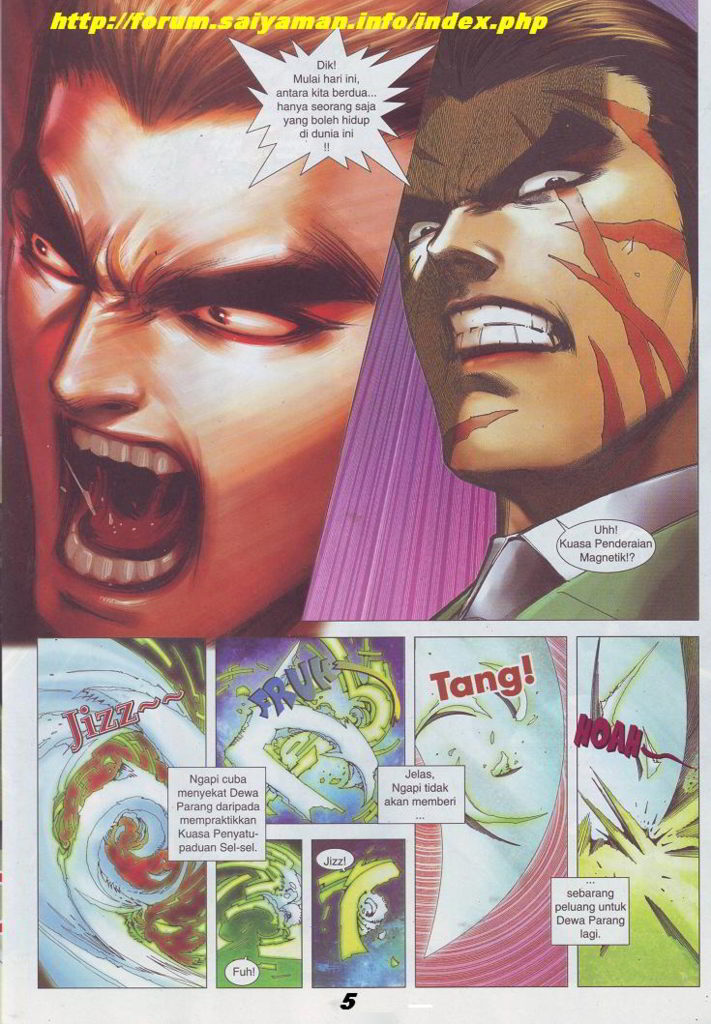 http://forum.saiyaman.info/index.php
Dik!
Mulai hari ini,
antara kita berdua...
hanya seorang saja
yang boleh hidup
di dunia ini
!!
Uhh!
Kuasa Penderaian
Magnetik!?
Jizz~~
Ngapi cuba
menyekat Dewa
Parang daripada
mempraktikkan
Kuasa Penyatu-
paduan Sel-sel.
FRUH~
Fuh!
Jizz!
Jelas,
Ngapi tidak
akan memberi
...
Tang!
HOAH~
...
sebarang
peluang untuk
Dewa Parang
lagi.
5